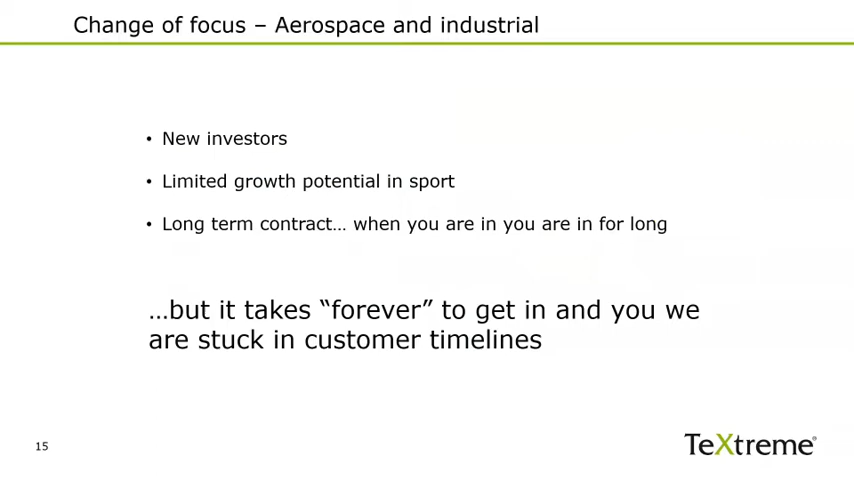 Change of focus – Aerospace and industrial
• New investors
• Limited growth potential in sport
• Long term contract… when you are in you are in for long
…but it takes “forever” to get in and you we
are stuck in customer timelines
15
TeXtreme®